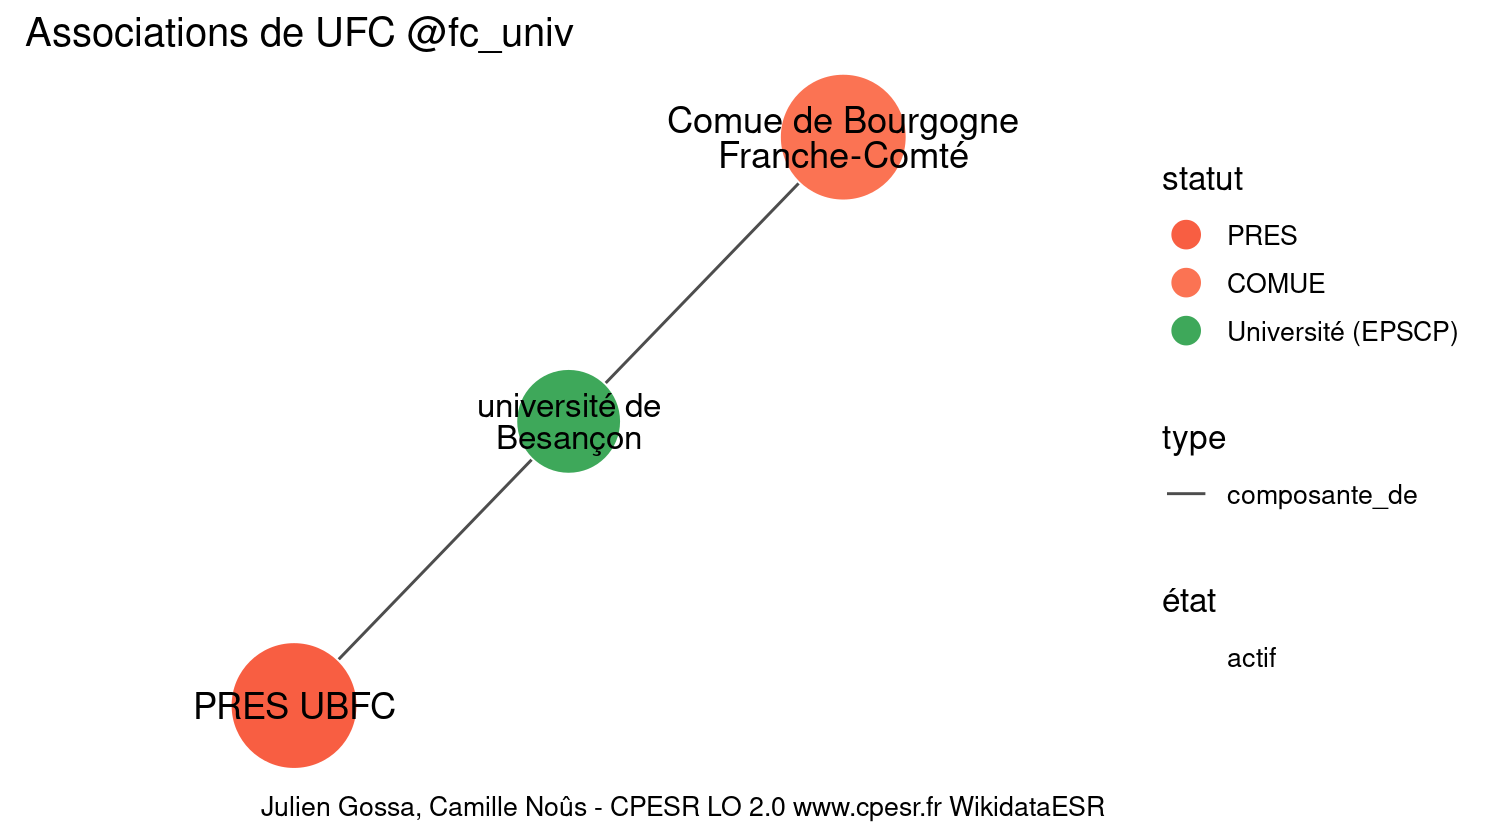 Associations de UFC @fc_univ
Comue de Bourgogne
Franche-Comté
université de
Besançon
PRES UBFC
statut
PRES
COMUE
Université (EPSCP)
type
composante_de
état
actif
Julien Gossa, Camille Noûs - CPESR LO 2.0 www.cpesr.fr WikidataESR